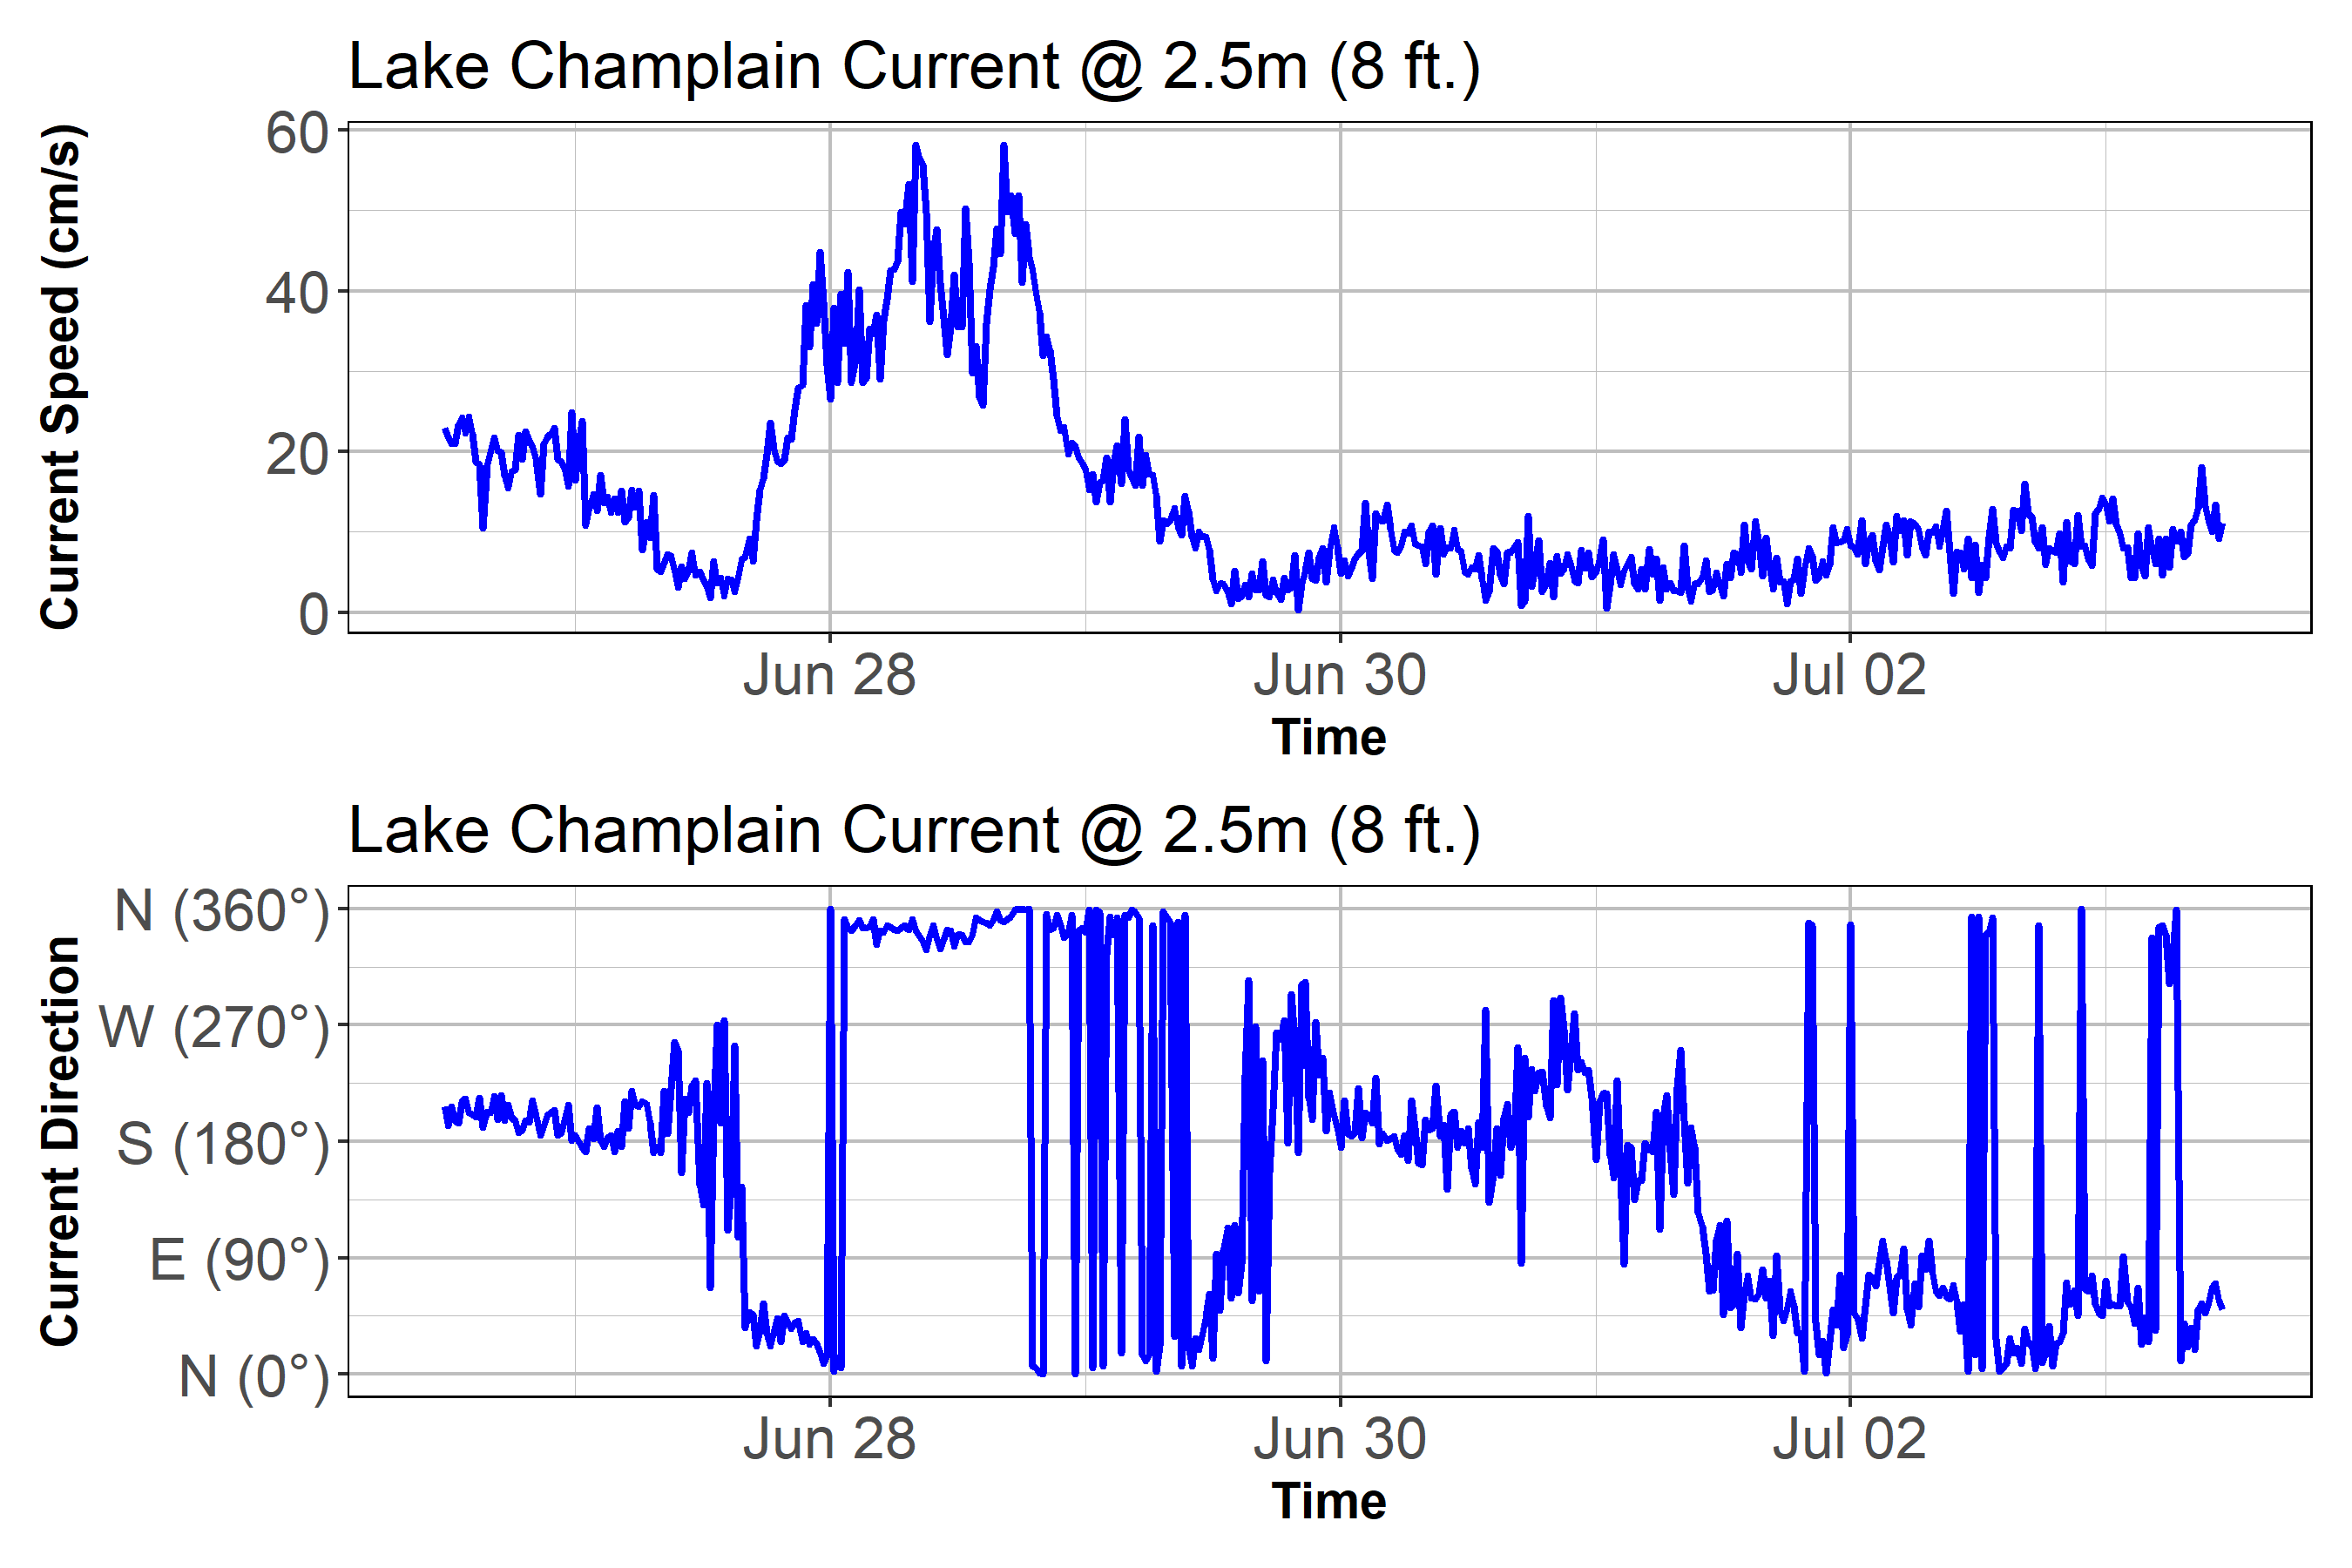 Lake Champlain Current @ 2.5m (8 ft.)
Current Speed (cm/s)
60
40
20
0
Jun 28
Jun 30
Jul 02
Time
Lake Champlain Current @ 2.5m (8 ft.)
Current Direction
N (360°)
W (270°)
S (180°)
E (90°)
N (0°)
Jun 28
Jun 30
Jul 02
Time